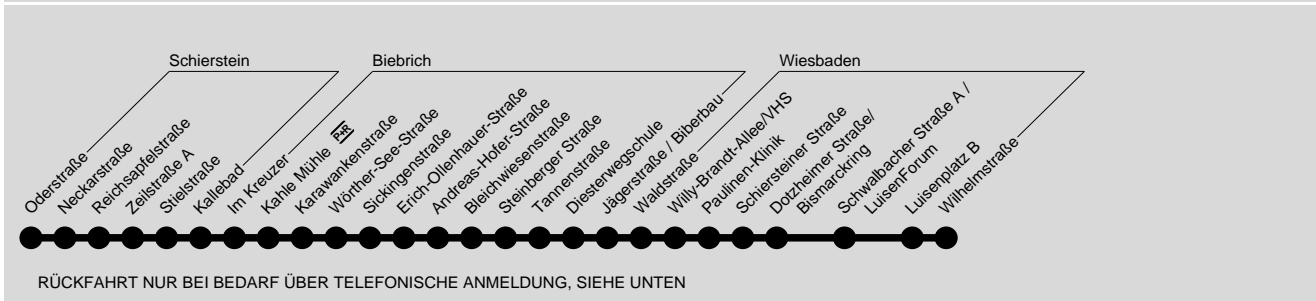 Schierstein
Biebrich
Wiesbaden
Oderstraße
Neckarstraße
Reichsapfelstraße
Zeilstraße A
Stielstraße
Kallebad
Im Kreuzer
Kahle Mühle P+R
Karawankenstraße
Wörther-See-Straße
Sickingenstraße
Erich-Ollenhauer-Straße
Andreas-Hofer-Straße
Bleichwiesenstraße
Steinberger Straße
Tannenstraße
Diesterwegschule
Jägerstraße / Biberbau
Waldstraße
Willy-Brandt-Allee/VHS
Paulinen-Klinik
Schiersteiner Straße
Dotzheimer Straße/
Bismarckring
Schwalbacher Straße A /
LuisenForum
Luisenplatz B
Wilhelmstraße
RÜCKFAHRT NUR BEI BEDARF ÜBER TELEFONISCHE ANMELDUNG, SIEHE UNTEN